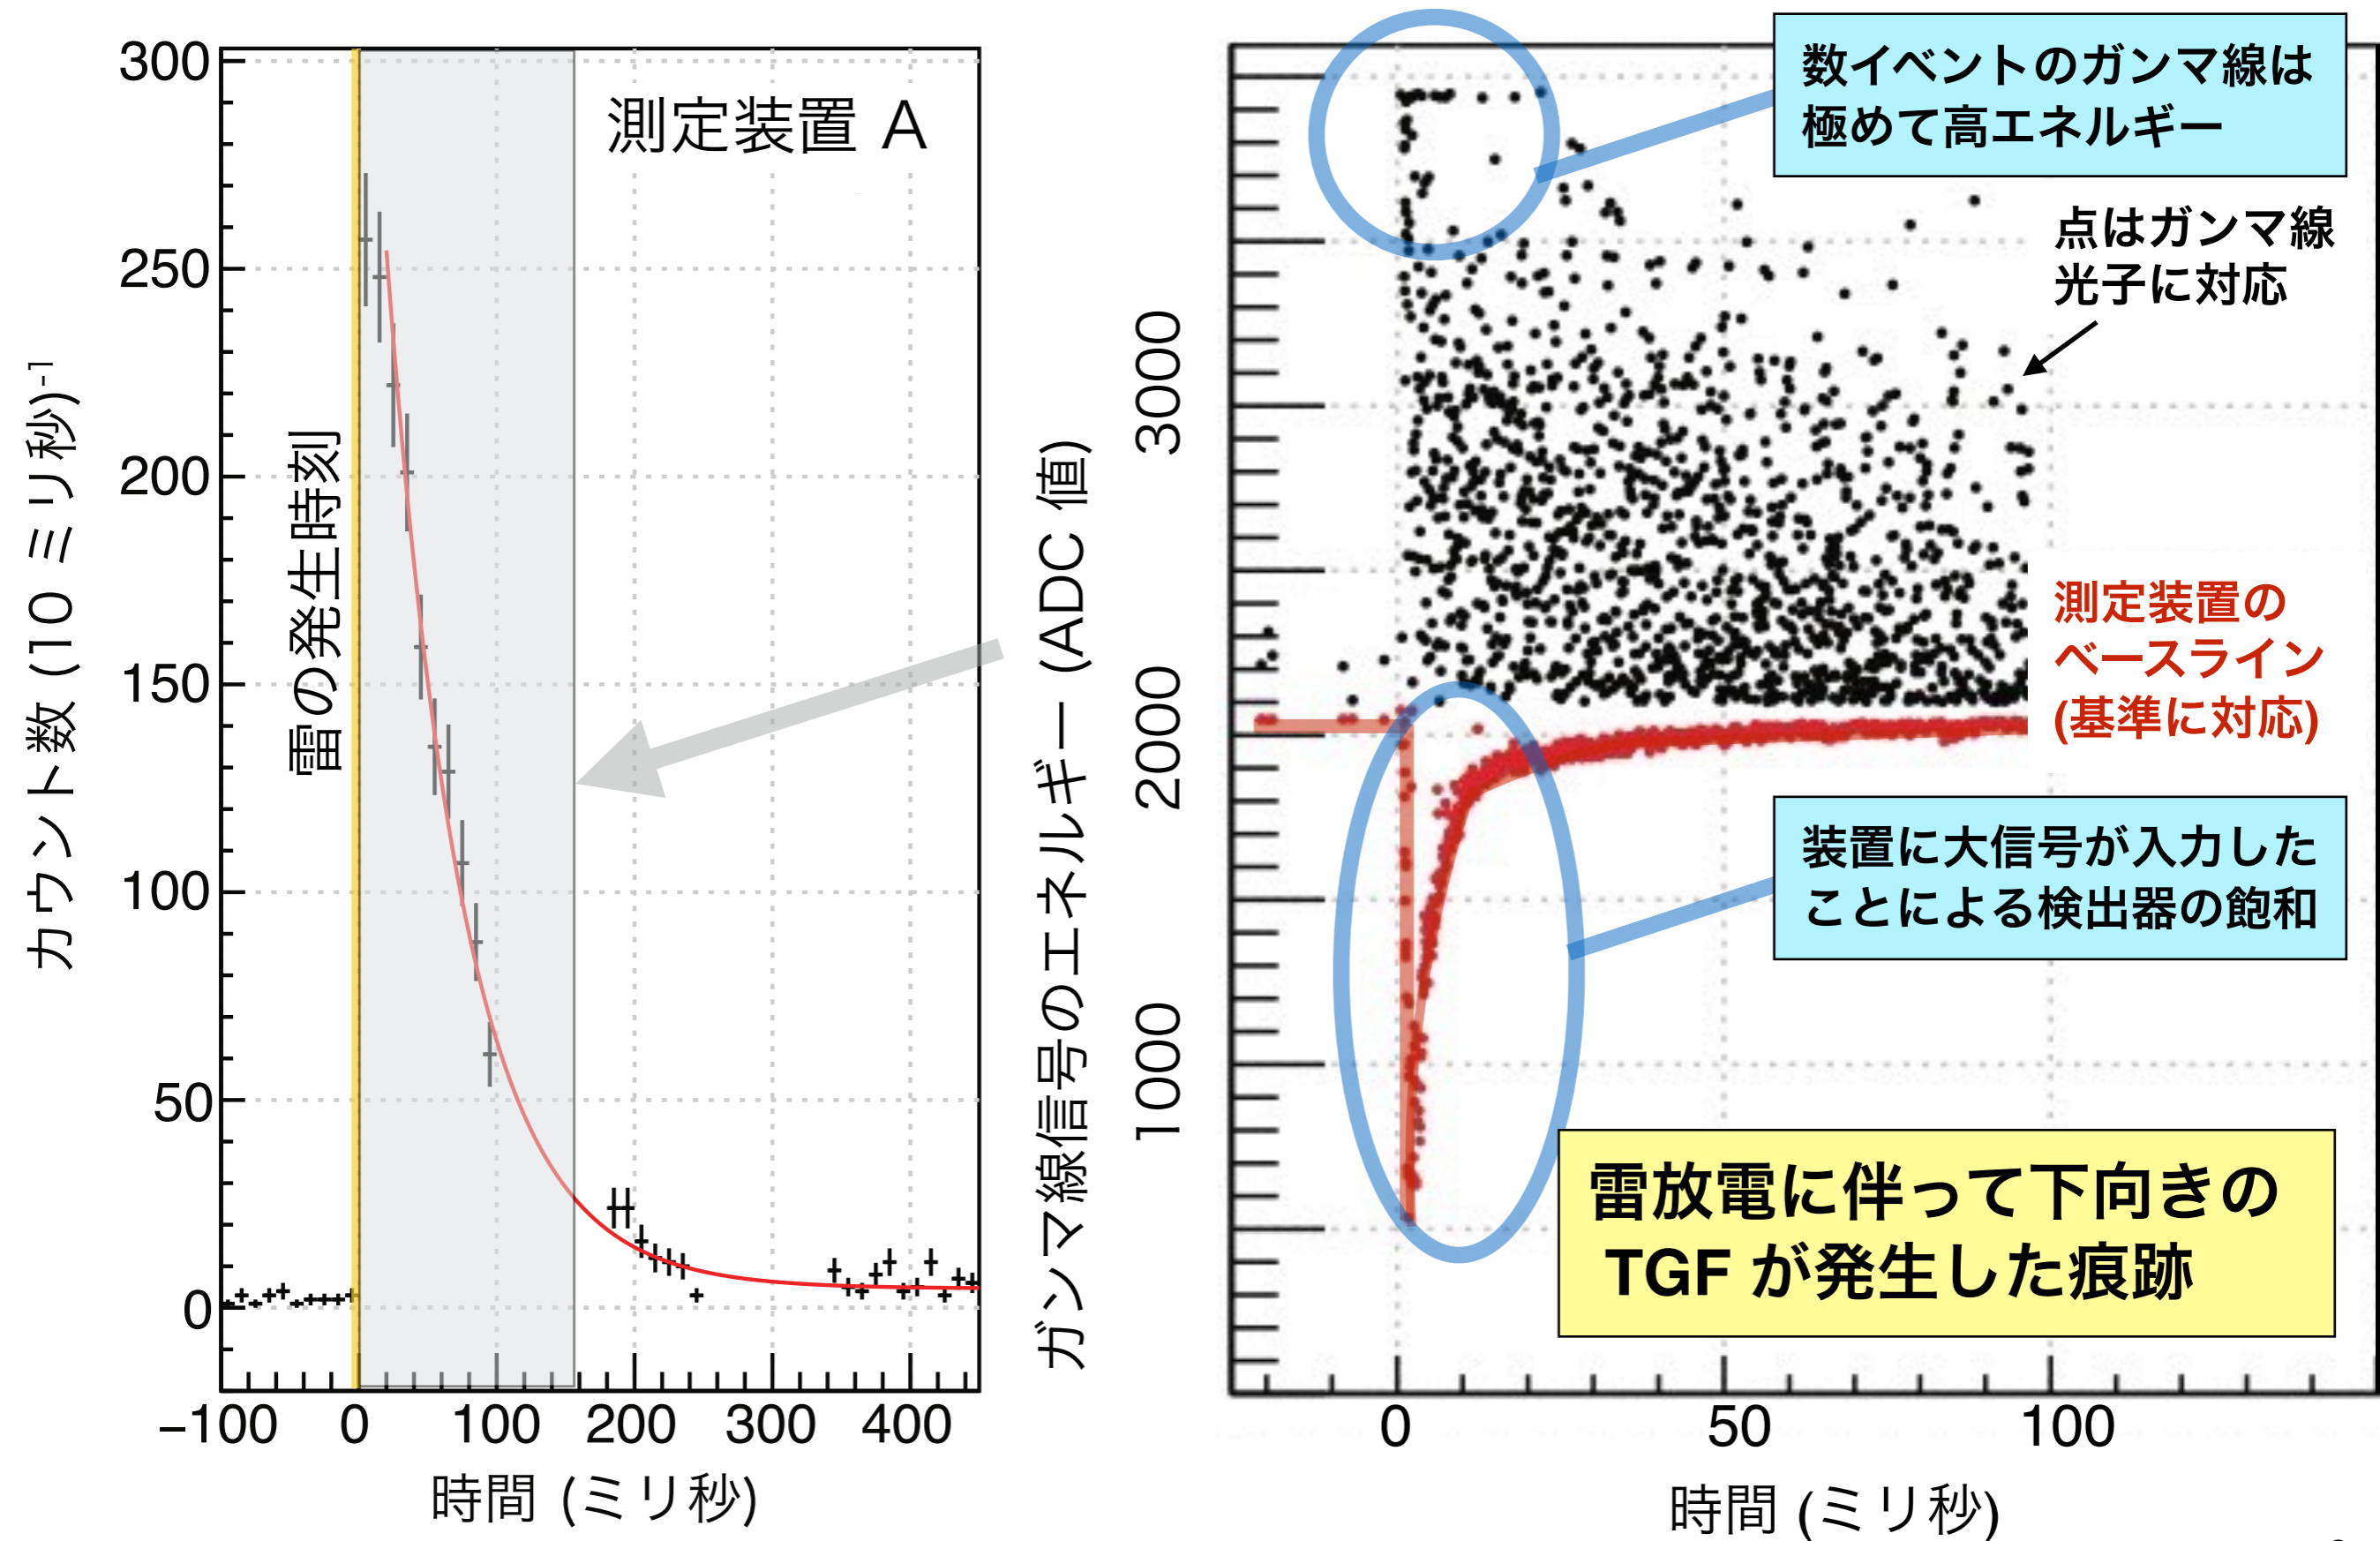 300
250
200
150
100
50
0
カウント数 (10 ミリ秒)-1
雷の発生時刻
測定装置 A
−100
0
100
200
300
400
時間 (ミリ秒)
ガンマ線信号のエネルギー (ADC 値)
3000
2000
1000
数イベントのガンマ線は
極めて高エネルギー
点はガンマ線
光子に対応
測定装置の
ベースライン
(基準に対応)
装置に大信号が入力した
ことによる検出器の飽和
雷放電に伴って下向きの
TGF が発生した痕跡
0
50
100
時間 (ミリ秒)